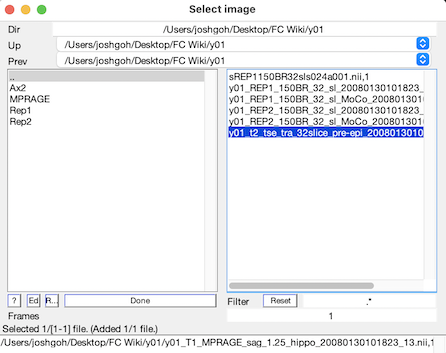 Select image
Dir /Users/joshgoh/Desktop/FC Wiki/y01
Up /Users/joshgoh/Desktop/FC Wiki/y01
Prev /Users/joshgoh/Desktop/FC Wiki/y01
..
Ax2
MPRAGE
Rep1
Rep2
sREP1150BR32sls024a001.nii,1
y01_REP1_150BR_32_sl_20080130101823_
y01_REP1_150BR_32_sl_MoCo_2008013010
y01_REP2_150BR_32_sl_20080130101823_
y01_REP2_150BR_32_sl_MoCo_2008013010
y01_t2_tse_tra_32slice_pre-epi_2008013010
? Ed R... Done Filter Reset .*
Frames 1
Selected 1/[1-1] file. (Added 1/1 file.)
/Users/joshgoh/Desktop/FC Wiki/y01/y01_T1_MPRAGE_sag_1.25_hippo_20080130101823_13.nii,1